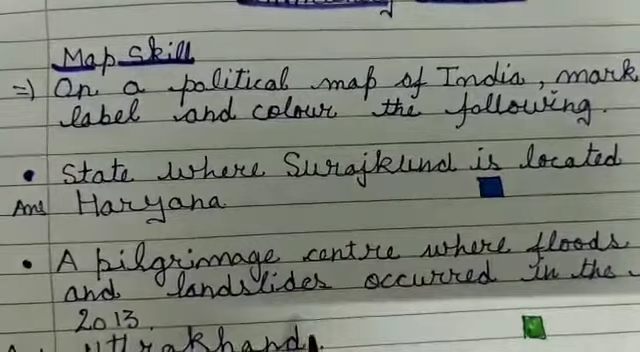 Map Skill
⇒) On a political map of India, mark
label and colour the following.
• State where Surajkund is located
Ans Haryana
• A pilgrimage centre where floods
and landslides occurred in the
2013.
Uttrakhand